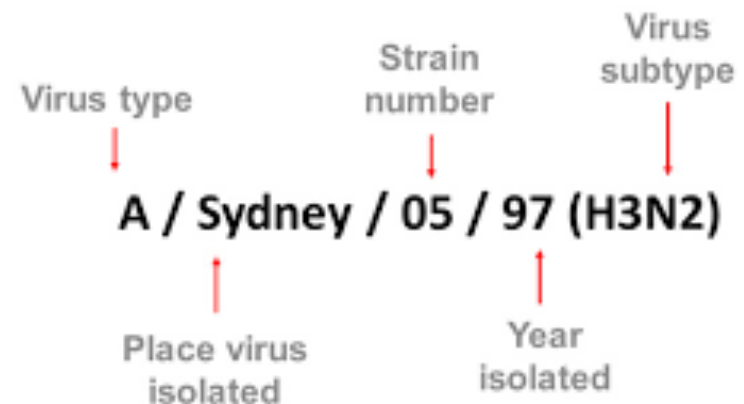 Virus
subtype
Strain
number
Virus type
A / Sydney / 05 / 97 (H3N2)
Place virus
isolated
Year
isolated